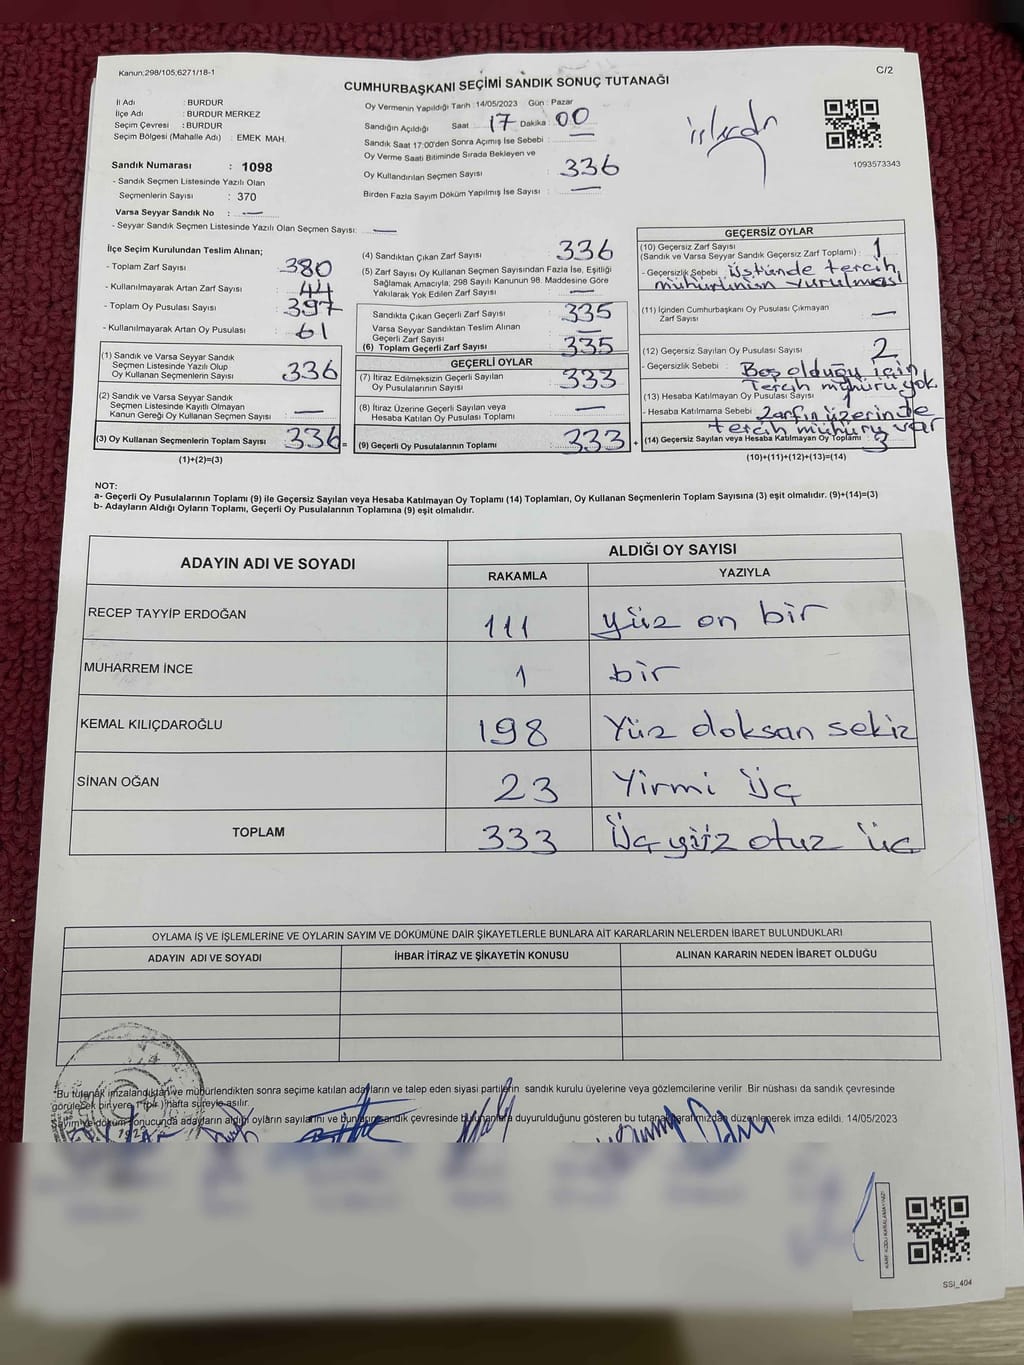 Kanun;298/105,6271/18-1
C/2
CUMHURBAŞKANI SEÇİMİ SANDIK SONUÇ TUTANAĞI
İl Adı : BURDUR
İlçe Adı : BURDUR MERKEZ
Seçim Çevresi : BURDUR
Seçim Bölgesi (Mahalle Adı) : EMEK MAH.
Sandık Numarası : 1098
- Sandık Seçmen Listesinde Yazılı Olan
Seçmenlerin Sayısı : 370
Varsa Seyyar Sandık No : —
- Seyyar Sandık Seçmen Listesinde Yazılı Olan Seçmen Sayısı: —
Oy Vermenin Yapıldığı Tarih : 14/05/2023 Gün : Pazar
Sandığın Açıldığı Saat : 17 Dakika : 00
Sandık Saat 17:00'den Sonra Açımış İse Sebebi : —
Oy Verme Saati Bitiminde Sırada Bekleyen ve
Oy Kullandırılan Seçmen Sayısı : 336
Birden Fazla Sayım Döküm Yapılmış İse Sayısı : —
1093573343
İlçe Seçim Kurulundan Teslim Alınan;
- Toplam Zarf Sayısı : 380
- Kullanılmayarak Artan Zarf Sayısı : 44
- Toplam Oy Pusulası Sayısı : 397
- Kullanılmayarak Artan Oy Pusulası : 61
(1) Sandık ve Varsa Seyyar Sandık
Seçmen Listesinde Yazılı Olup
Oy Kullanan Seçmenlerin Sayısı : 336
(2) Sandık ve Varsa Seyyar Sandık
Seçmen Listesinde Kayıtlı Olmayan
Kanun Gereği Oy Kullanan Seçmen Sayısı : —
(3) Oy Kullanan Seçmenlerin Toplam Sayısı : 336 =
(1)+(2)=(3)
(4) Sandıktan Çıkan Zarf Sayısı : 336
(5) Zarf Sayısı Oy Kullanan Seçmen Sayısından Fazla İse, Eşitliği
Sağlamak Amacıyla, 298 Sayılı Kanunun 98. Maddesine Göre
Yakılarak Yok Edilen Zarf Sayısı : —
Sandıkta Çıkan Geçerli Zarf Sayısı : 335
Varsa Seyyar Sandıktan Teslim Alınan
Geçerli Zarf Sayısı : —
(6) Toplam Geçerli Zarf Sayısı : 335
GEÇERLİ OYLAR
(7) İtiraz Edilmeksizin Geçerli Sayılan
Oy Pusulalarının Sayısı : 333
(8) İtiraz Üzerine Geçerli Sayılan veya
Hesaba Katılan Oy Pusulası Toplamı : —
(9) Geçerli Oy Pusulalarının Toplamı : 333 +
GEÇERSİZ OYLAR
(10) Geçersiz Zarf Sayısı
(Sandık ve Varsa Seyyar Sandık Geçersiz Zarf Toplamı) : 1
- Geçersizlik Sebebi : üstünde tercih
mühürünün vurulması
(11) İçinden Cumhurbaşkanı Oy Pusulası Çıkmayan
Zarf Sayısı : —
(12) Geçersiz Sayılan Oy Pusulası Sayısı : 2
- Geçersizlik Sebebi : Boş olduğu için
Tercih mühürü yok
(13) Hesaba Katılmayan Oy Pusulası Sayısı :
- Hesaba Katılmama Sebebi : zarfın üzerinde
tercih mühürü var
(14) Geçersiz Sayılan veya Hesaba Katılmayan Oy Toplamı : 3
(10)+(11)+(12)+(13)=(14)
NOT:
a- Geçerli Oy Pusulalarının Toplamı (9) ile Geçersiz Sayılan veya Hesaba Katılmayan Oy Toplamı (14) Toplamları, Oy Kullanan Seçmenlerin Toplam Sayısına (3) eşit olmalıdır. (9)+(14)=(3)
b- Adayların Aldığı Oyların Toplamı, Geçerli Oy Pusulalarının Toplamına (9) eşit olmalıdır.
ADAYIN ADI VE SOYADI
ALDIĞI OY SAYISI
RAKAMLA YAZIYLA
RECEP TAYYİP ERDOĞAN 111 yüz on bir
MUHARREM İNCE 1 bir
KEMAL KILIÇDAROĞLU 198 Yüz doksan sekiz
SİNAN OĞAN 23 Yirmi üç
TOPLAM 333 Üç yüz otuz üç
OYLAMA İŞ VE İŞLEMLERİNE VE OYLARIN SAYIM VE DÖKÜMÜNE DAİR ŞİKAYETLERLE BUNLARA AİT KARARLARIN NELERDEN İBARET BULUNDUKLARI
ADAYIN ADI VE SOYADI İHBAR İTİRAZ VE ŞİKAYETİN KONUSU ALINAN KARARIN NEDEN İBARET OLDUĞU
Bu tutanak imzalandıktan ve mühürlendikten sonra seçime katılan adayların ve talep eden siyasi partilerin sandık kurulu üyelerine veya gözlemcilerine verilir Bir nüshası da sandık çevresinde
görülecek bir yere 1 (bir) hafta süreyle asılır.
Sayım ve döküm sonucunda adayların aldığı oyların sayılarını ve bunların sandık çevresinde bulunanlara duyurulduğunu gösteren bu tutanak tarafımızdan düzenlenerek imza edildi. 14/05/2023
SSİ_404